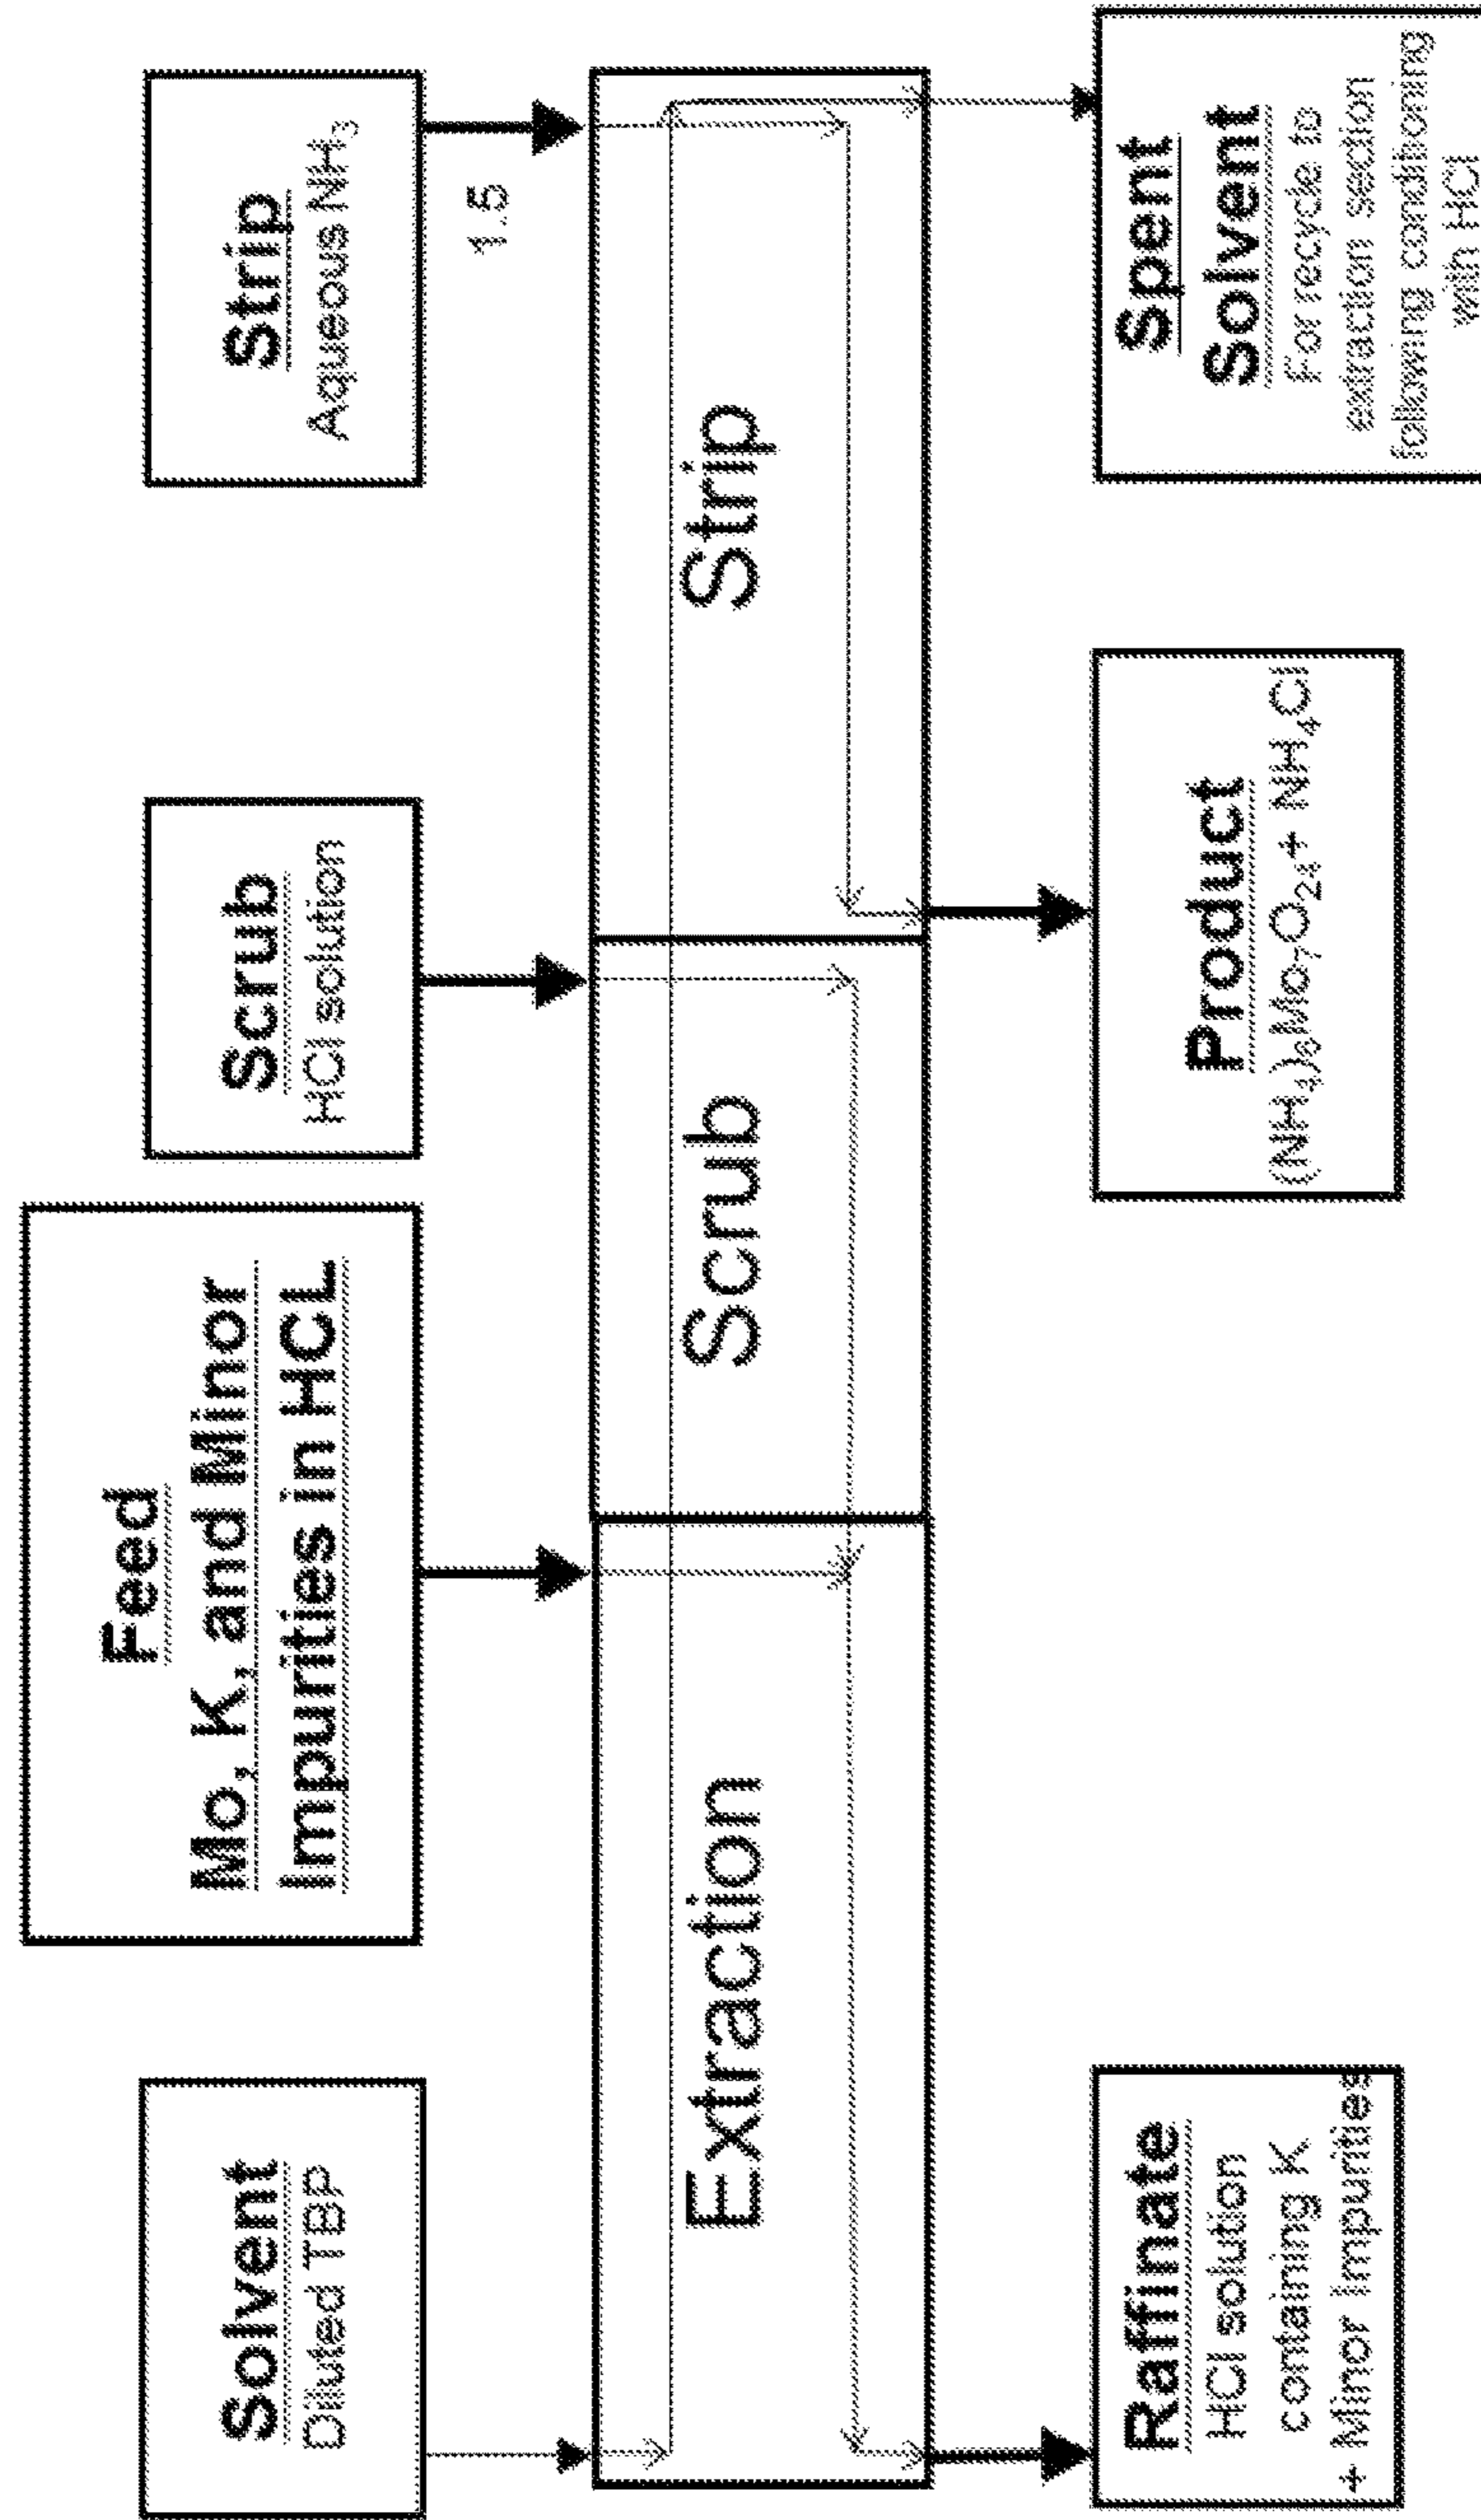 Solvent
Diluted TBP
Feed
Mo, K, and Minor
Impurities in HCL
Scrub
HCl solution
Strip
Aqueous NH₃
1.5
Extraction
Scrub
Strip
Raffinate
HCl solution
containing K
+ Minor Impurities
Product
(NH₄)₆Mo₇O₂₄ + NH₄Cl
Spent
Solvent
For recycle to
extraction section
following conditioning
with HCl